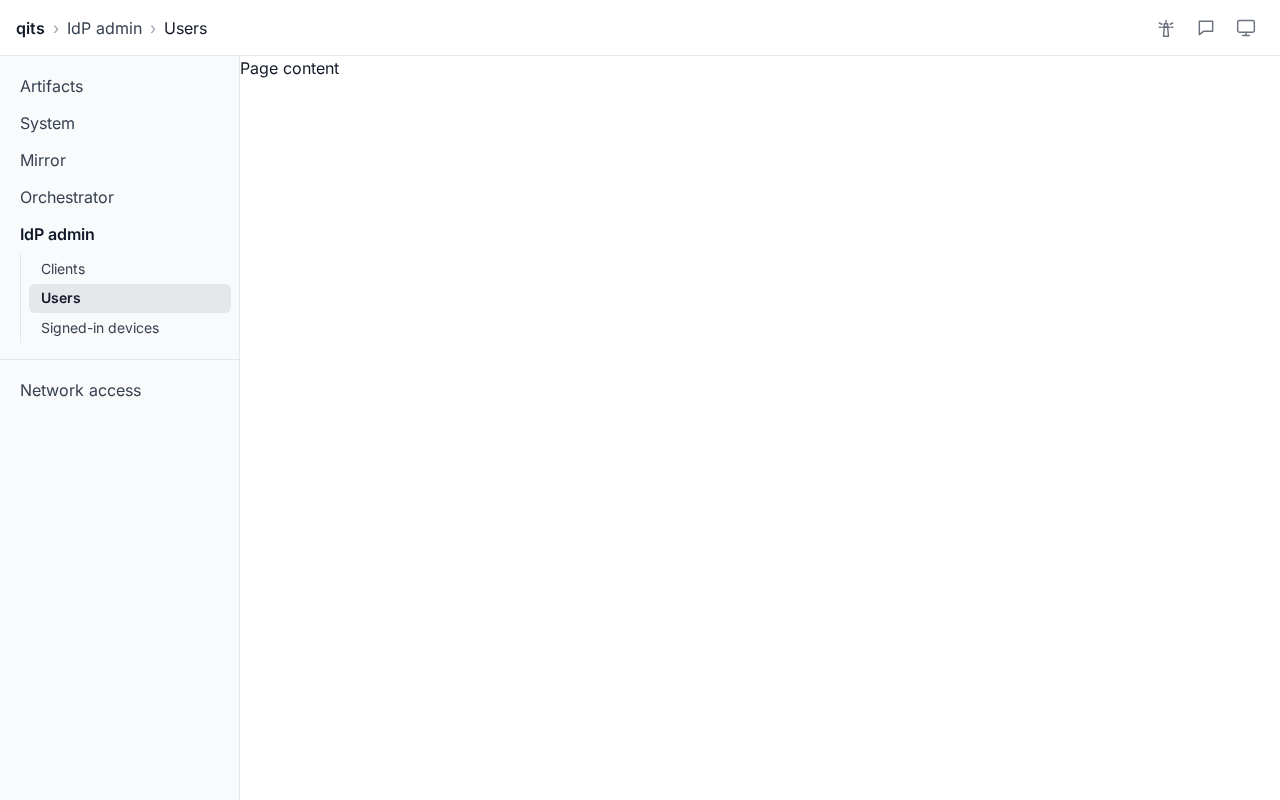 qits › IdP admin › Users
Artifacts
System
Mirror
Orchestrator
IdP admin
Clients
Users
Signed-in devices
Network access
Page content